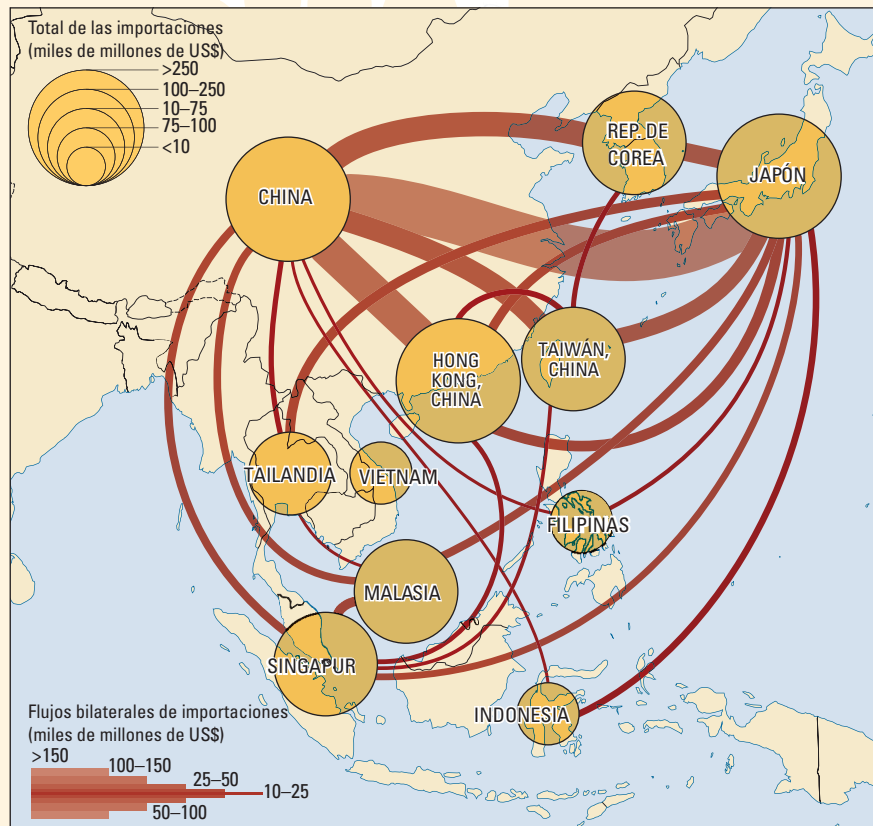 Total de las importaciones
(miles de millones de US$)
>250
100–250
10–75
75–100
<10
CHINA
REP. DE
COREA
JAPÓN
HONG
KONG,
CHINA
TAIWÁN,
CHINA
TAILANDIA
VIETNAM
FILIPINAS
MALASIA
SINGAPUR
INDONESIA
Flujos bilaterales de importaciones
(miles de millones de US$)
>150
100–150
25–50
10–25
50–100